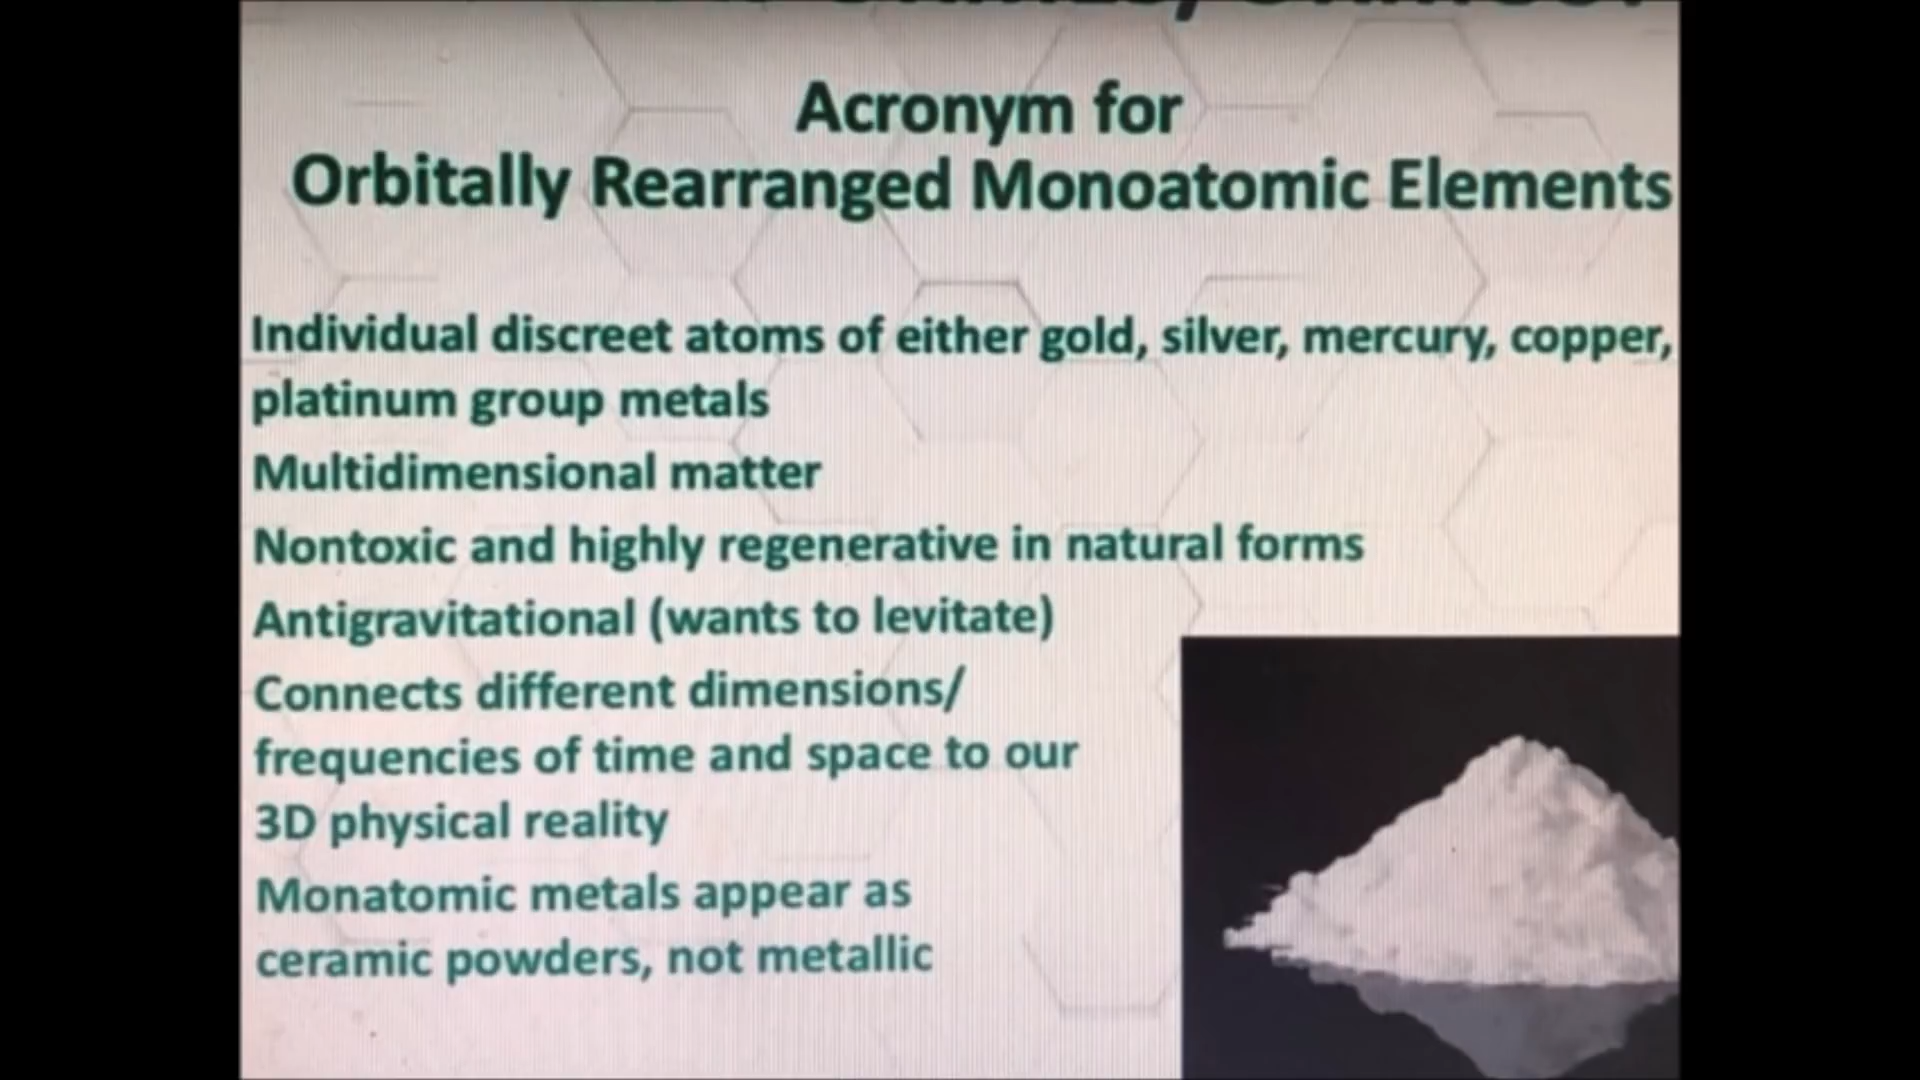 Acronym for
Orbitally Rearranged Monoatomic Elements
Individual discreet atoms of either gold, silver, mercury, copper,
platinum group metals
Multidimensional matter
Nontoxic and highly regenerative in natural forms
Antigravitational (wants to levitate)
Connects different dimensions/
frequencies of time and space to our
3D physical reality
Monatomic metals appear as
ceramic powders, not metallic